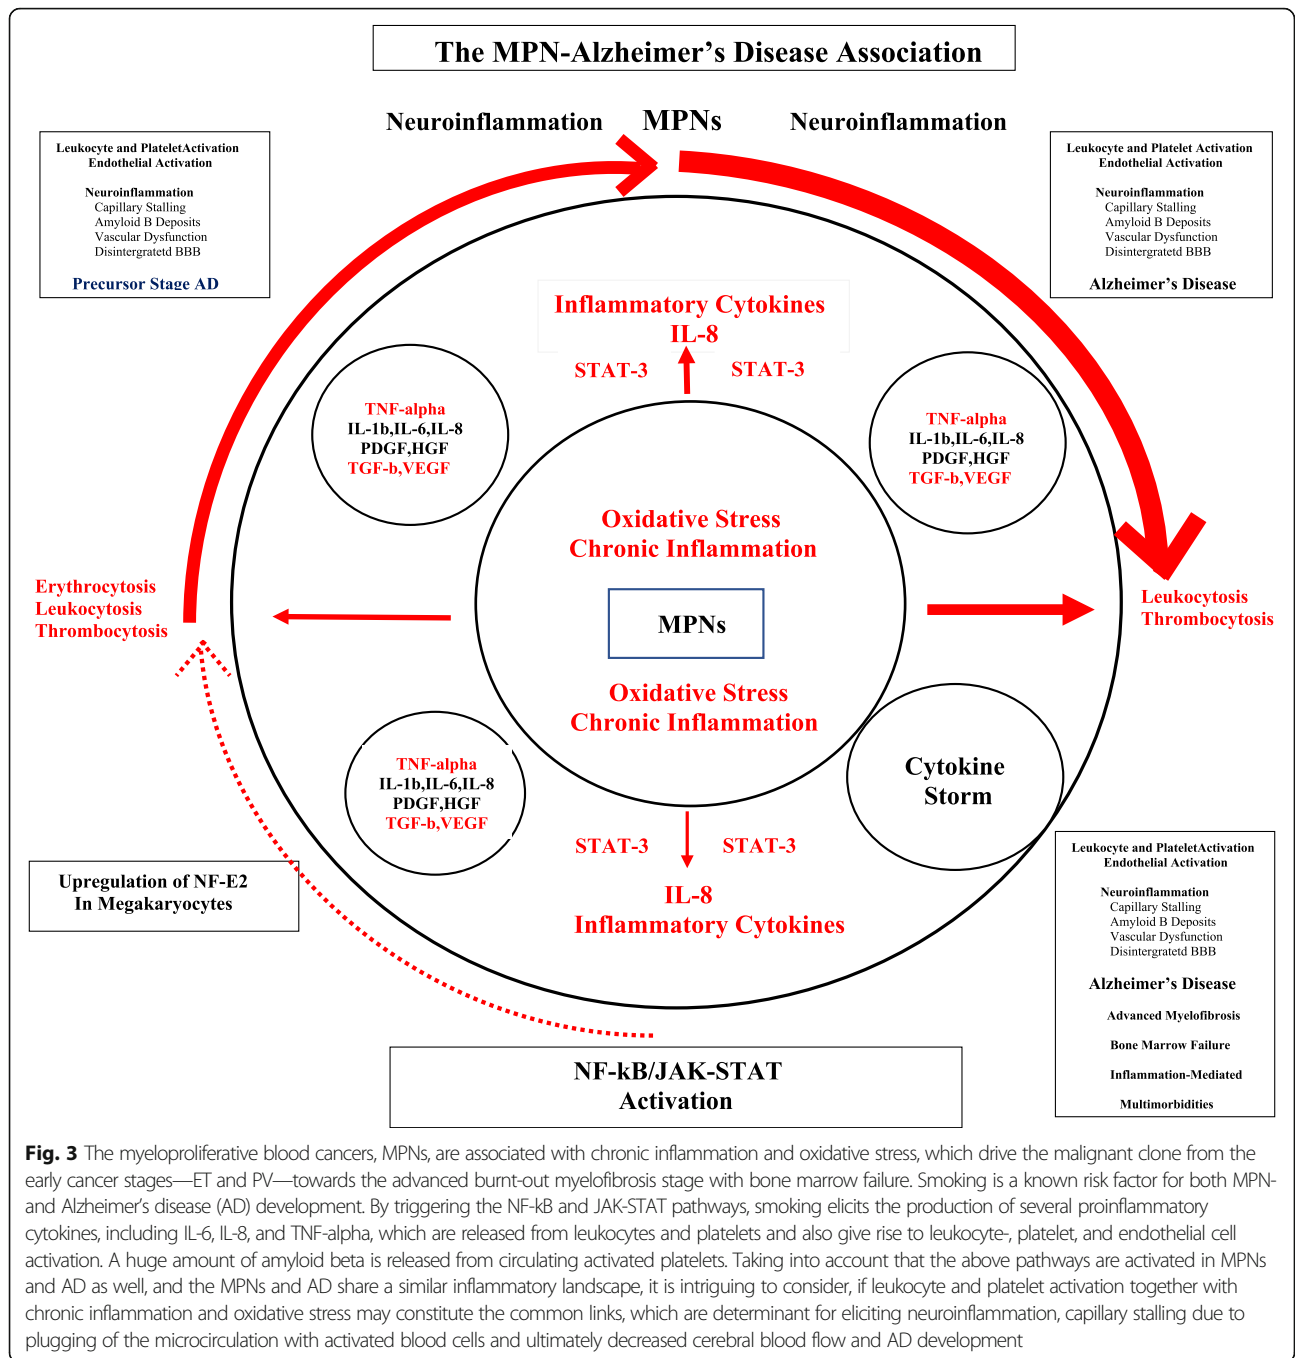 The MPN-Alzheimer's Disease Association
Neuroinflammation
MPNs
Neuroinflammation
Leukocyte and PlateletActivation
Endothelial Activation
Neuroinflammation
Capillary Stalling
Amyloid B Deposits
Vascular Dysfunction
Disintergratetd BBB
Precursor Stage AD
Leukocyte and Platelet Activation
Endothelial Activation
Neuroinflammation
Capillary Stalling
Amyloid B Deposits
Vascular Dysfunction
Disintergratetd BBB
Alzheimer's Disease
Inflammatory Cytokines
IL-8
STAT-3
STAT-3
TNF-alpha
IL-1b,IL-6,IL-8
PDGF,HGF
TGF-b,VEGF
TNF-alpha
IL-1b,IL-6,IL-8
PDGF,HGF
TGF-b,VEGF
Oxidative Stress
Chronic Inflammation
MPNs
Oxidative Stress
Chronic Inflammation
Erythrocytosis
Leukocytosis
Thrombocytosis
Leukocytosis
Thrombocytosis
TNF-alpha
IL-1b,IL-6,IL-8
PDGF,HGF
TGF-b,VEGF
Cytokine
Storm
STAT-3
STAT-3
IL-8
Inflammatory Cytokines
Upregulation of NF-E2
In Megakaryocytes
Leukocyte and PlateletActivation
Endothelial Activation
Neuroinflammation
Capillary Stalling
Amyloid B Deposits
Vascular Dysfunction
Disintergratetd BBB
Alzheimer's Disease
Advanced Myelofibrosis
Bone Marrow Failure
Inflammation-Mediated
Multimorbidities
NF-kB/JAK-STAT
Activation
Fig. 3 The myeloproliferative blood cancers, MPNs, are associated with chronic inflammation and oxidative stress, which drive the malignant clone from the
early cancer stages—ET and PV—towards the advanced burnt-out myelofibrosis stage with bone marrow failure. Smoking is a known risk factor for both MPN-
and Alzheimer's disease (AD) development. By triggering the NF-kB and JAK-STAT pathways, smoking elicits the production of several proinflammatory
cytokines, including IL-6, IL-8, and TNF-alpha, which are released from leukocytes and platelets and also give rise to leukocyte-, platelet, and endothelial cell
activation. A huge amount of amyloid beta is released from circulating activated platelets. Taking into account that the above pathways are activated in MPNs
and AD as well, and the MPNs and AD share a similar inflammatory landscape, it is intriguing to consider, if leukocyte and platelet activation together with
chronic inflammation and oxidative stress may constitute the common links, which are determinant for eliciting neuroinflammation, capillary stalling due to
plugging of the microcirculation with activated blood cells and ultimately decreased cerebral blood flow and AD development